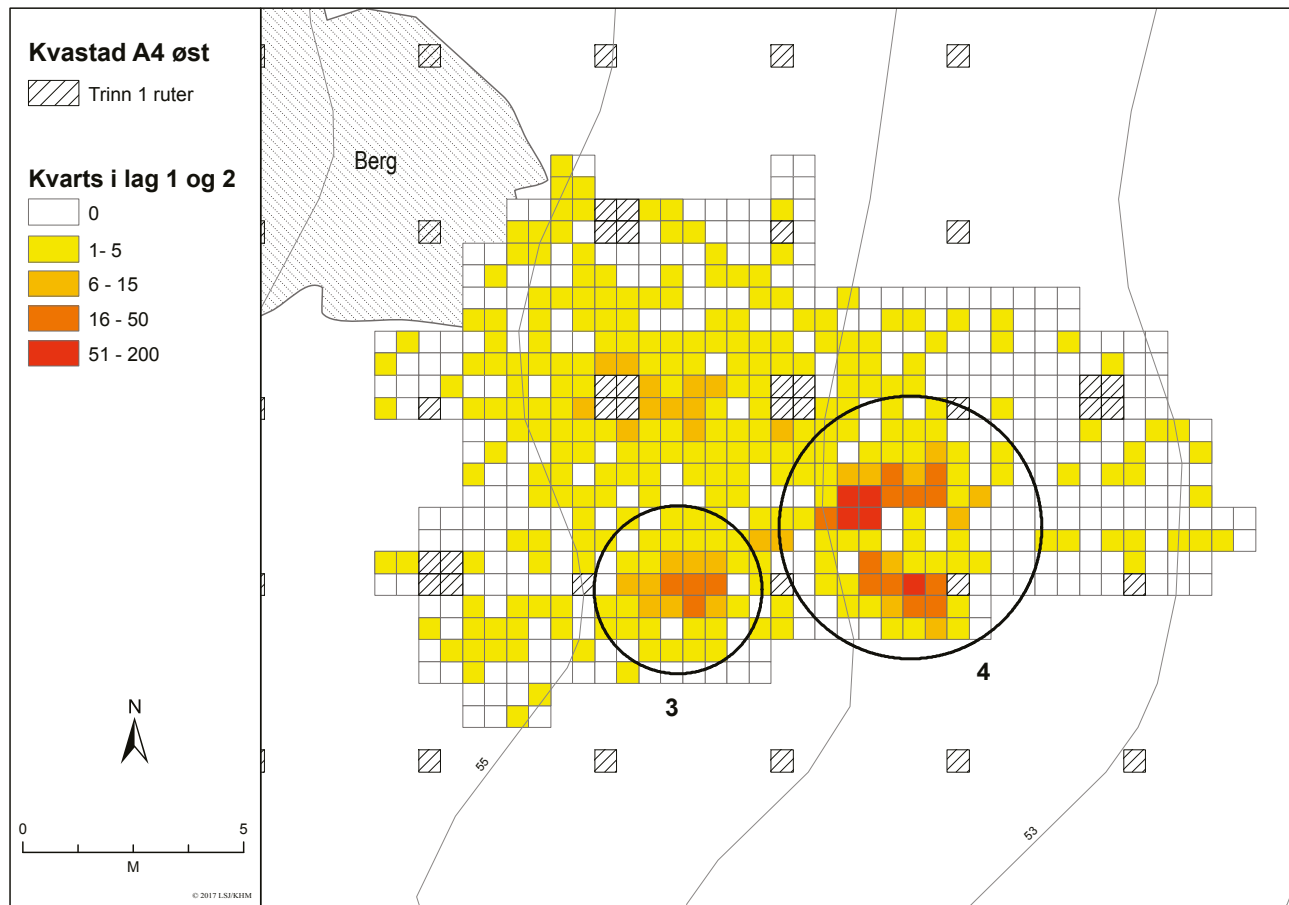 Kvastad A4 øst
Trinn 1 ruter
Kvarts i lag 1 og 2
0
1- 5
6 - 15
16 - 50
51 - 200
N
0 5
M
© 2017 LSJ/KHM
Berg
3
4
55
53